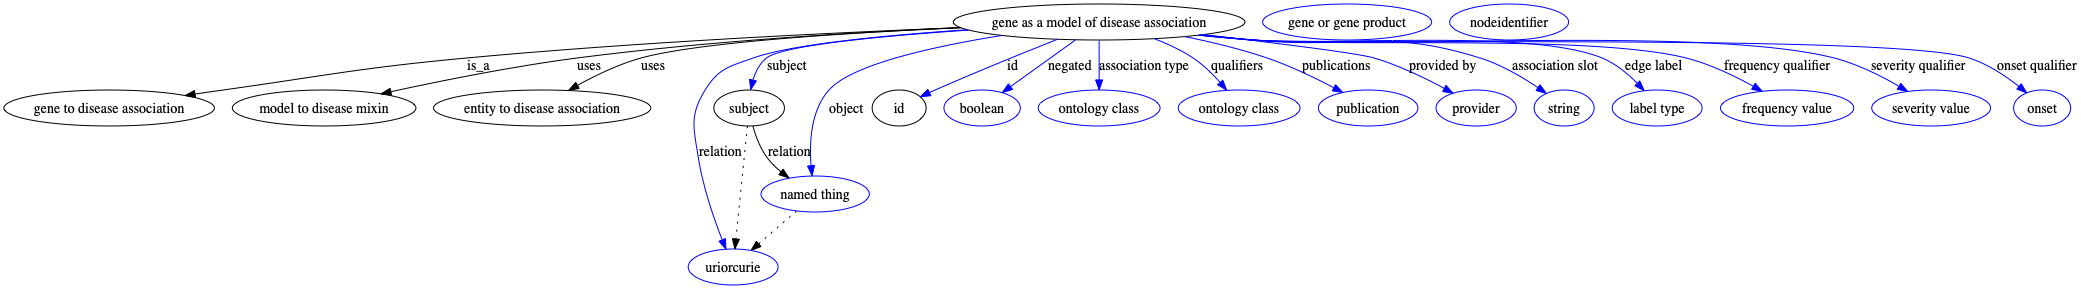 gene as a model of disease association
gene or gene product
nodeidentifier
is_a
uses
uses
subject
id
negated
association type
qualifiers
publications
provided by
association slot
edge label
frequency qualifier
severity qualifier
onset qualifier
gene to disease association
model to disease mixin
entity to disease association
subject
object
id
boolean
ontology class
ontology class
publication
provider
string
label type
frequency value
severity value
onset
relation
relation
named thing
uriorcurie